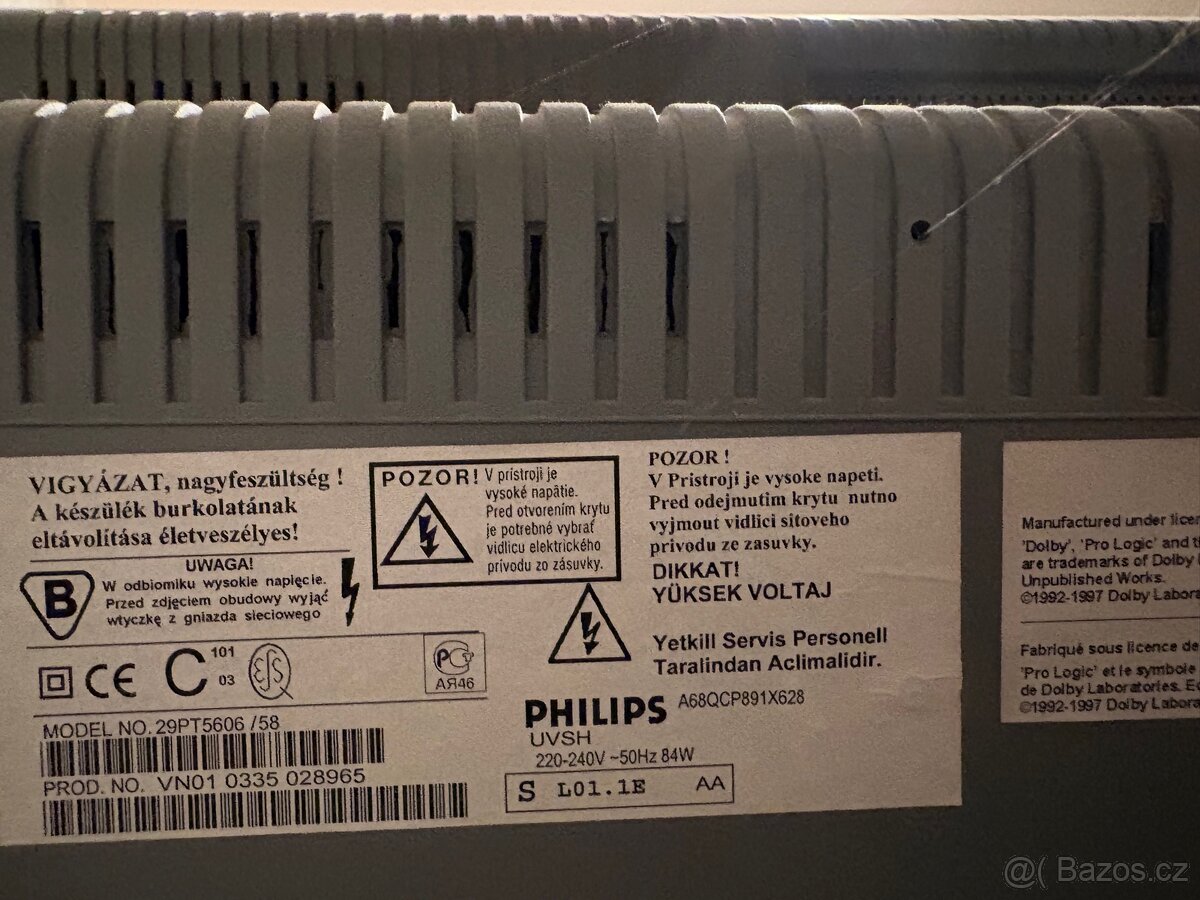 VIGYÁZAT, nagyfeszültség !
A készülék burkolatának
eltávolítása életveszélyes!
UWAGA!
B
W odbiorniku wysokie napięcie.
Przed zdjęciem obudowy wyjąć
wtyczkę z gniazda sieciowego
POZOR! V prístroji je
vysoké napätie.
Pred otvorením krytu
je potrebné vybrať
vidlicu elektrického
prívodu zo zásuvky.
POZOR !
V Pristroji je vysoke napeti.
Pred odejmutim krytu nutno
vyjmout vidlici sitoveho
privodu ze zasuvky.
DIKKAT!
YÜKSEK VOLTAJ
Yetkill Servis Personell
Taralindan Aclimalidir.
CE C 101
03
РСТ
АЯ46
MODEL NO. 29PT5606 /58
PROD. NO. VN01 0335 028965
PHILIPS A68QCP891X628
UVSH
220-240V ~50Hz 84W
S L01.1E AA
Manufactured under
'Dolby', 'Pro Logic' and
are trademarks of Dolby
Unpublished Works.
©1992-1997 Dolby
Fabriqué sous licence de
'Pro Logic' et le symbole
de Dolby Laboratories.
©1992-1997 Dolby
@( Bazos.cz